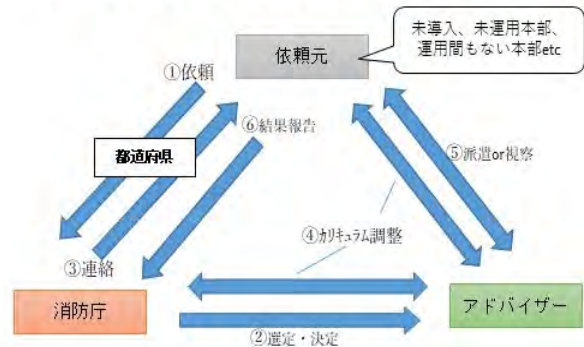 未導入、未運用本部、
運用間もない本部etc
依頼元
①依頼
⑥結果報告
都道府県
⑤派遣or視察
④ｶﾘｷｭﾗﾑ調整
③連絡
消防庁
アドバイザー
②選定・決定